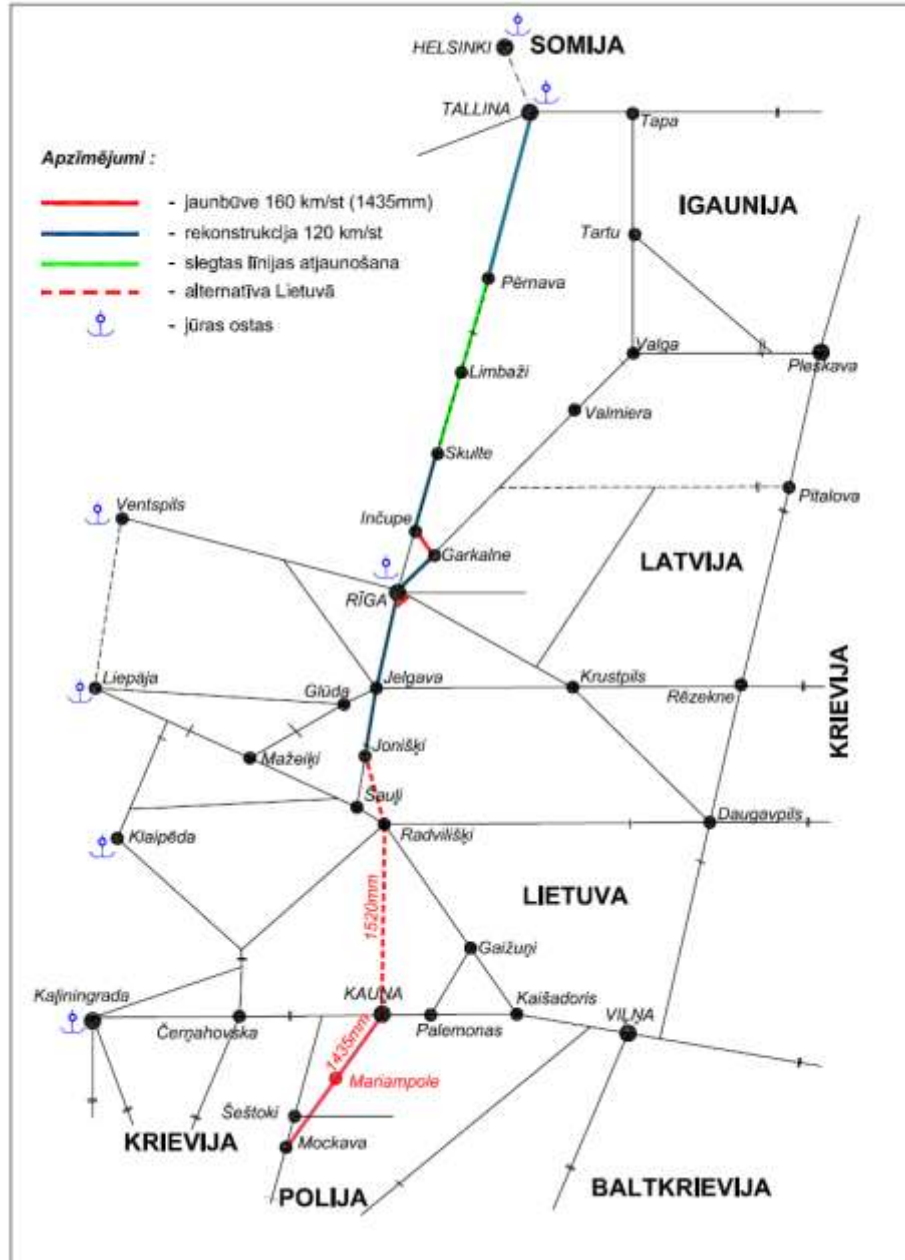 HELSINKI
SOMIJA
TALLINA
Tapa
Apzīmējumi :
- jaunbūve 160 km/st (1435mm)
- rekonstrukcija 120 km/st
- slegtas līnijas atjaunošana
- alternatīva Lietuvā
- jūras ostas
IGAUNIJA
Tartu
Pērnava
Valga
Pleskava
Limbaži
Valmiera
Skulte
Pitalova
Ventspils
Inčupe
Garkalne
LATVIJA
RĪGA
KRIEVIJA
Liepāja
Glūda
Jelgava
Krustpils
Rēzekne
Jonišķi
Mažeiķi
Šauļi
Klaipēda
Radvilišķi
Daugavpils
LIETUVA
1520mm
Gaižuņi
Kaļiningrada
KAUŅA
Kaišadoris
Čerņahovska
Palemonas
VIĻŅA
1435mm
Mariampole
Šeštoki
KRIEVIJA
Mockava
POLIJA
BALTKRIEVIJA